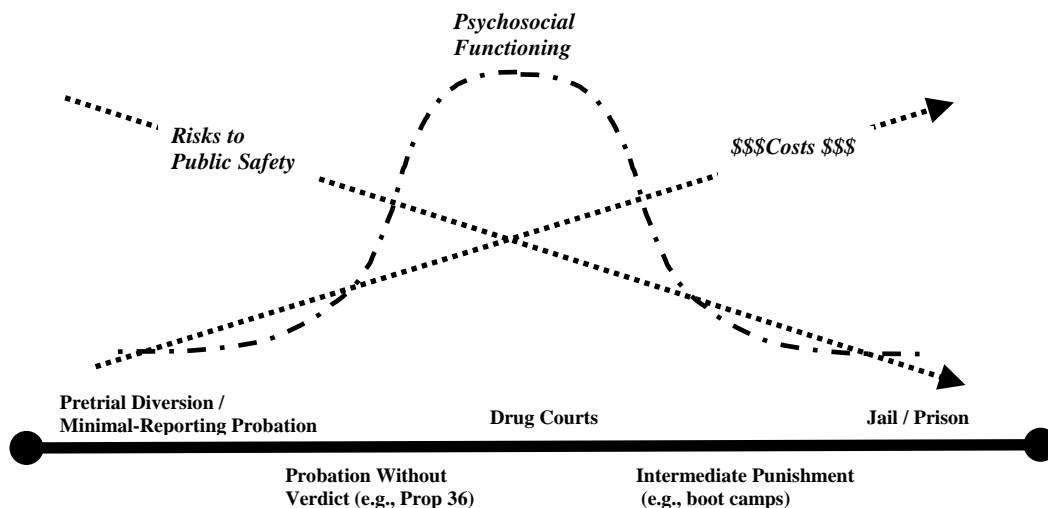 Psychosocial
Functioning
Risks to
Public Safety
$$$Costs $$$
Pretrial Diversion /
Minimal-Reporting Probation
Drug Courts
Jail / Prison
Probation Without
Verdict (e.g., Prop 36)
Intermediate Punishment
(e.g., boot camps)